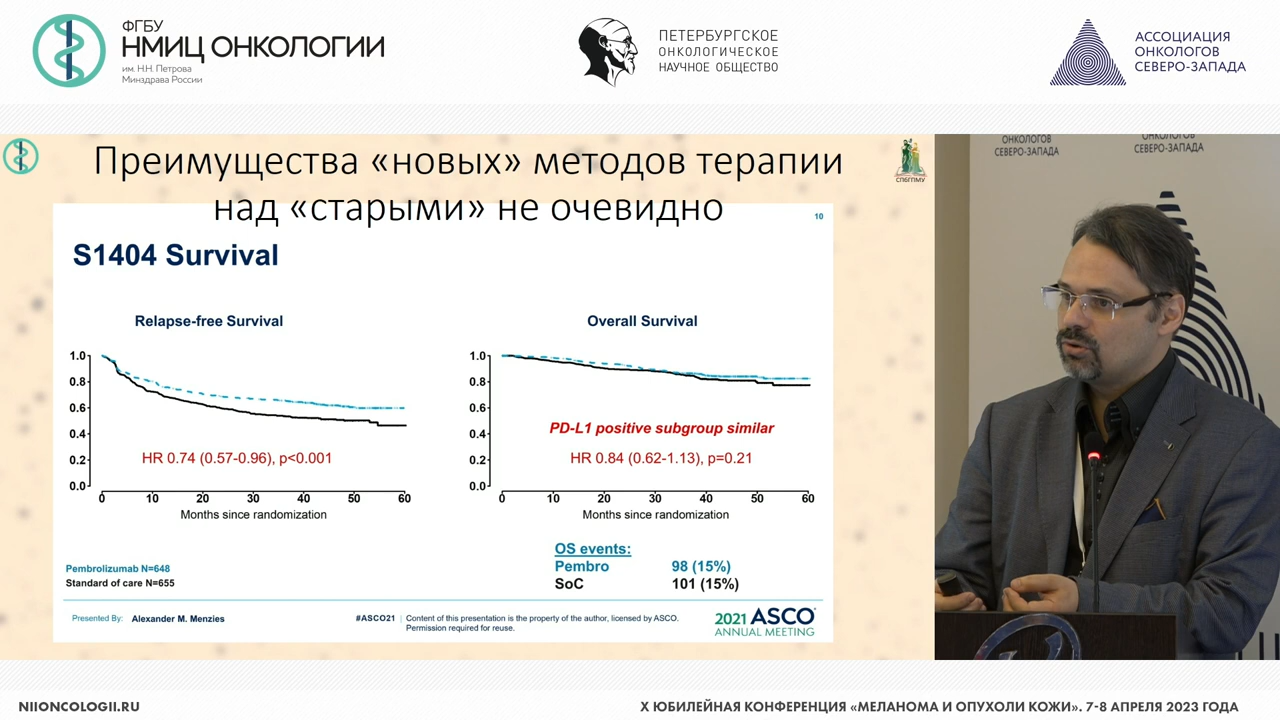 ФГБУ
НМИЦ ОНКОЛОГИИ
им. Н.Н. Петрова
Минздрава России
ПЕТЕРБУРГСКОЕ
ОНКОЛОГИЧЕСКОЕ
НАУЧНОЕ ОБЩЕСТВО
АССОЦИАЦИЯ
ОНКОЛОГОВ
СЕВЕРО-ЗАПАДА
Преимущества «новых» методов терапии
над «старыми» не очевидно
СПбГПМУ
10
S1404 Survival
Relapse-free Survival
1.0
0.8
0.6
0.4
0.2
0.0
HR 0.74 (0.57-0.96), p<0.001
0 10 20 30 40 50 60
Months since randomization
Overall Survival
1.0
0.8
0.6
0.4
0.2
0.0
PD-L1 positive subgroup similar
HR 0.84 (0.62-1.13), p=0.21
0 10 20 30 40 50 60
Months since randomization
Pembrolizumab N=648
Standard of care N=655
OS events:
Pembro 98 (15%)
SoC 101 (15%)
Presented By: Alexander M. Menzies
#ASCO21 | Content of this presentation is the property of the author, licensed by ASCO.
Permission required for reuse.
2021 ASCO®
ANNUAL MEETING
ОНКОЛОГОВ
СЕВЕРО-ЗАПАДА
ОНКОЛОГОВ
СЕВЕРО-ЗАПАДА
NIIONCOLOGII.RU
X ЮБИЛЕЙНАЯ КОНФЕРЕНЦИЯ «МЕЛАНОМА И ОПУХОЛИ КОЖИ». 7-8 АПРЕЛЯ 2023 ГОДА